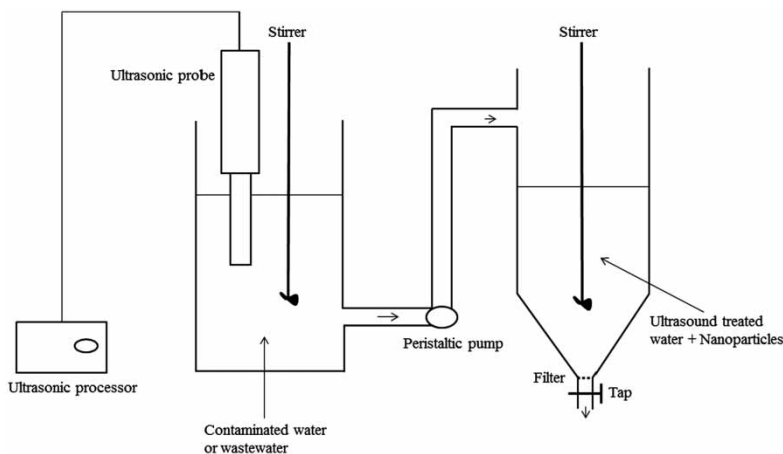 Stirrer
Stirrer
Ultrasonic probe
Ultrasound treated
water + Nanoparticles
Peristaltic pump
Filter
Tap
Ultrasonic processor
Contaminated water
or wastewater